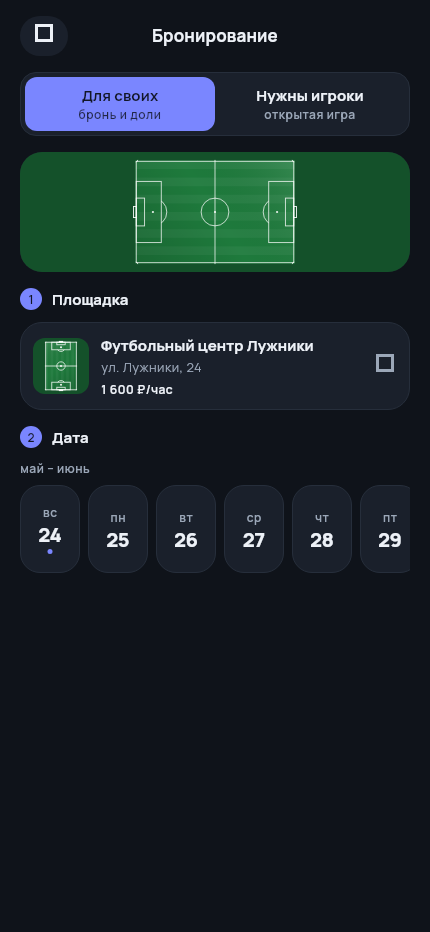 Бронирование
Для своих
бронь и доли
Нужны игроки
открытая игра
1 Площадка
Футбольный центр Лужники
ул. Лужники, 24
1 600 ₽/час
2 Дата
май – июнь
вс пн вт ср чт пт
24 25 26 27 28 29